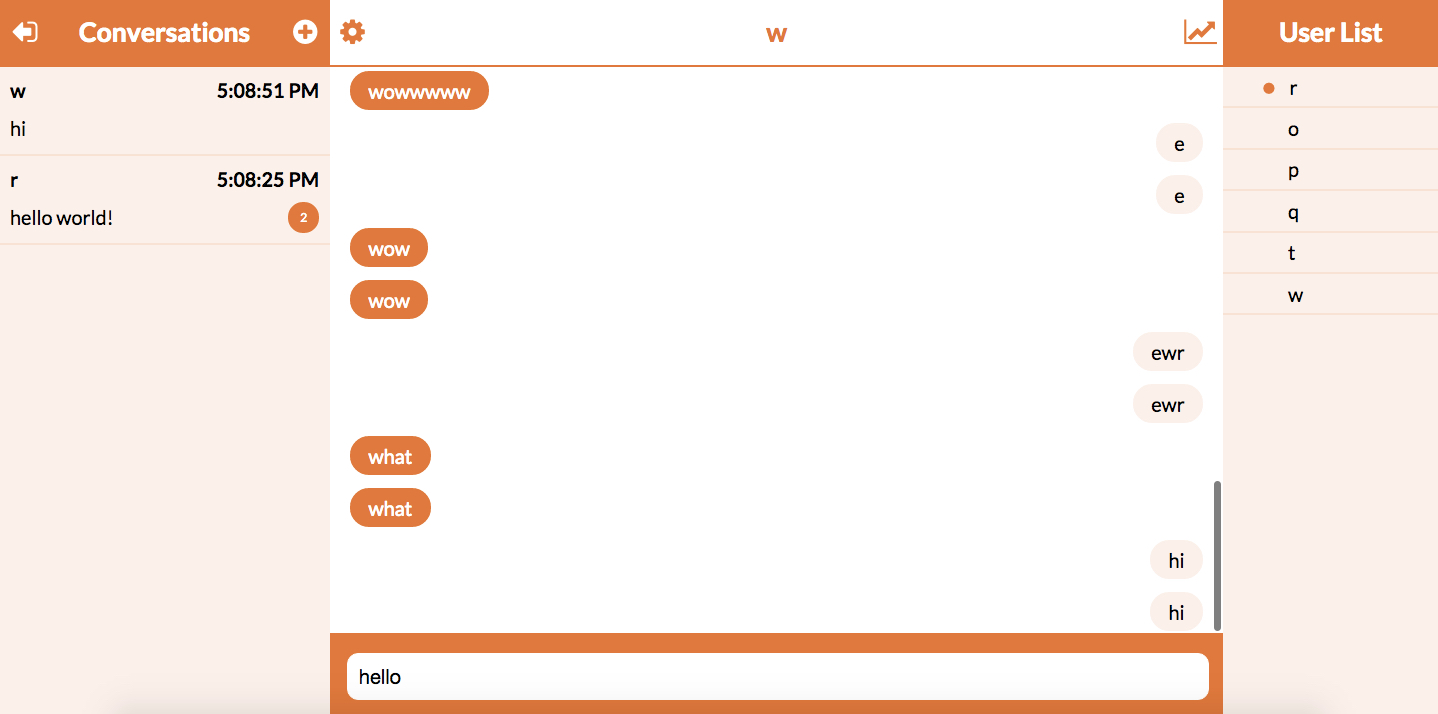 Conversations
w 5:08:51 PM
hi
r 5:08:25 PM
hello world! 2
w
wowwwww
e
e
wow
wow
ewr
ewr
what
what
hi
hi
hello
User List
r
o
p
q
t
w